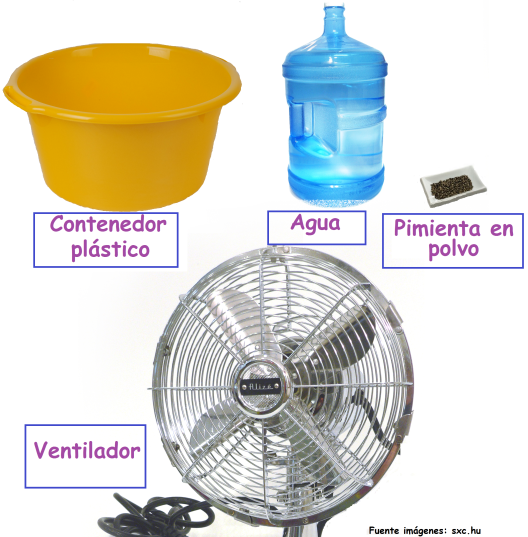 Contenedor
plástico
Agua
Pimienta en
polvo
Ventilador
Fuente imágenes: sxc.hu